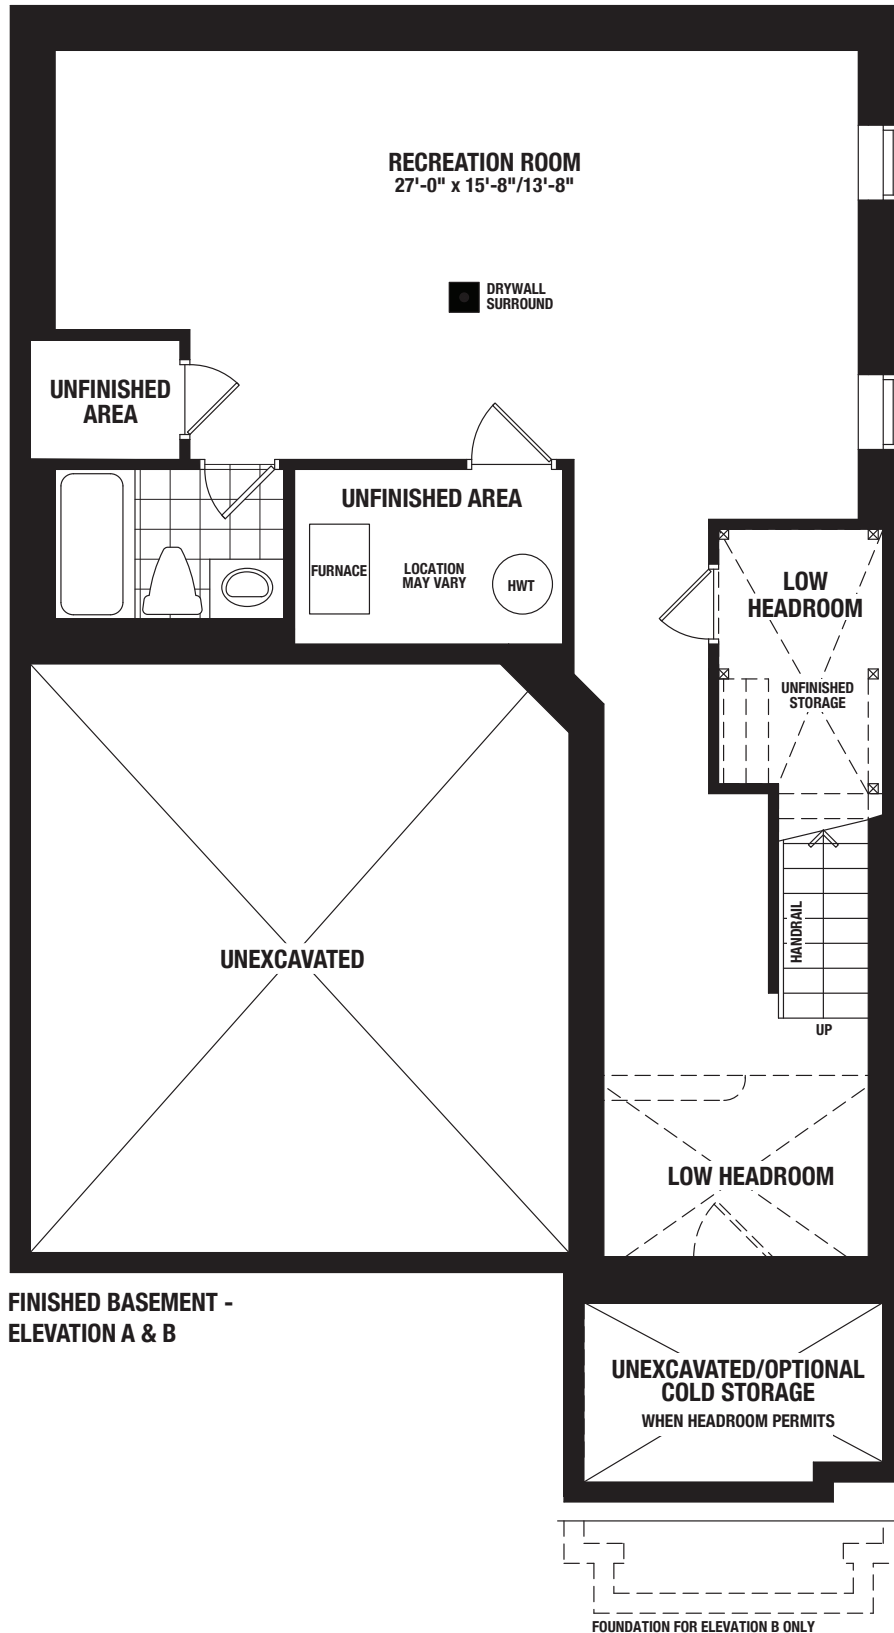 RECREATION ROOM
27'-0" x 15'-8"/13'-8"
DRYWALL
SURROUND
UNFINISHED
AREA
UNFINISHED AREA
FURNACE
LOCATION
MAY VARY
HWT
LOW
HEADROOM
UNFINISHED
STORAGE
HANDRAIL
UP
UNEXCAVATED
LOW HEADROOM
FINISHED BASEMENT -
ELEVATION A & B
UNEXCAVATED/OPTIONAL
COLD STORAGE
WHEN HEADROOM PERMITS
FOUNDATION FOR ELEVATION B ONLY